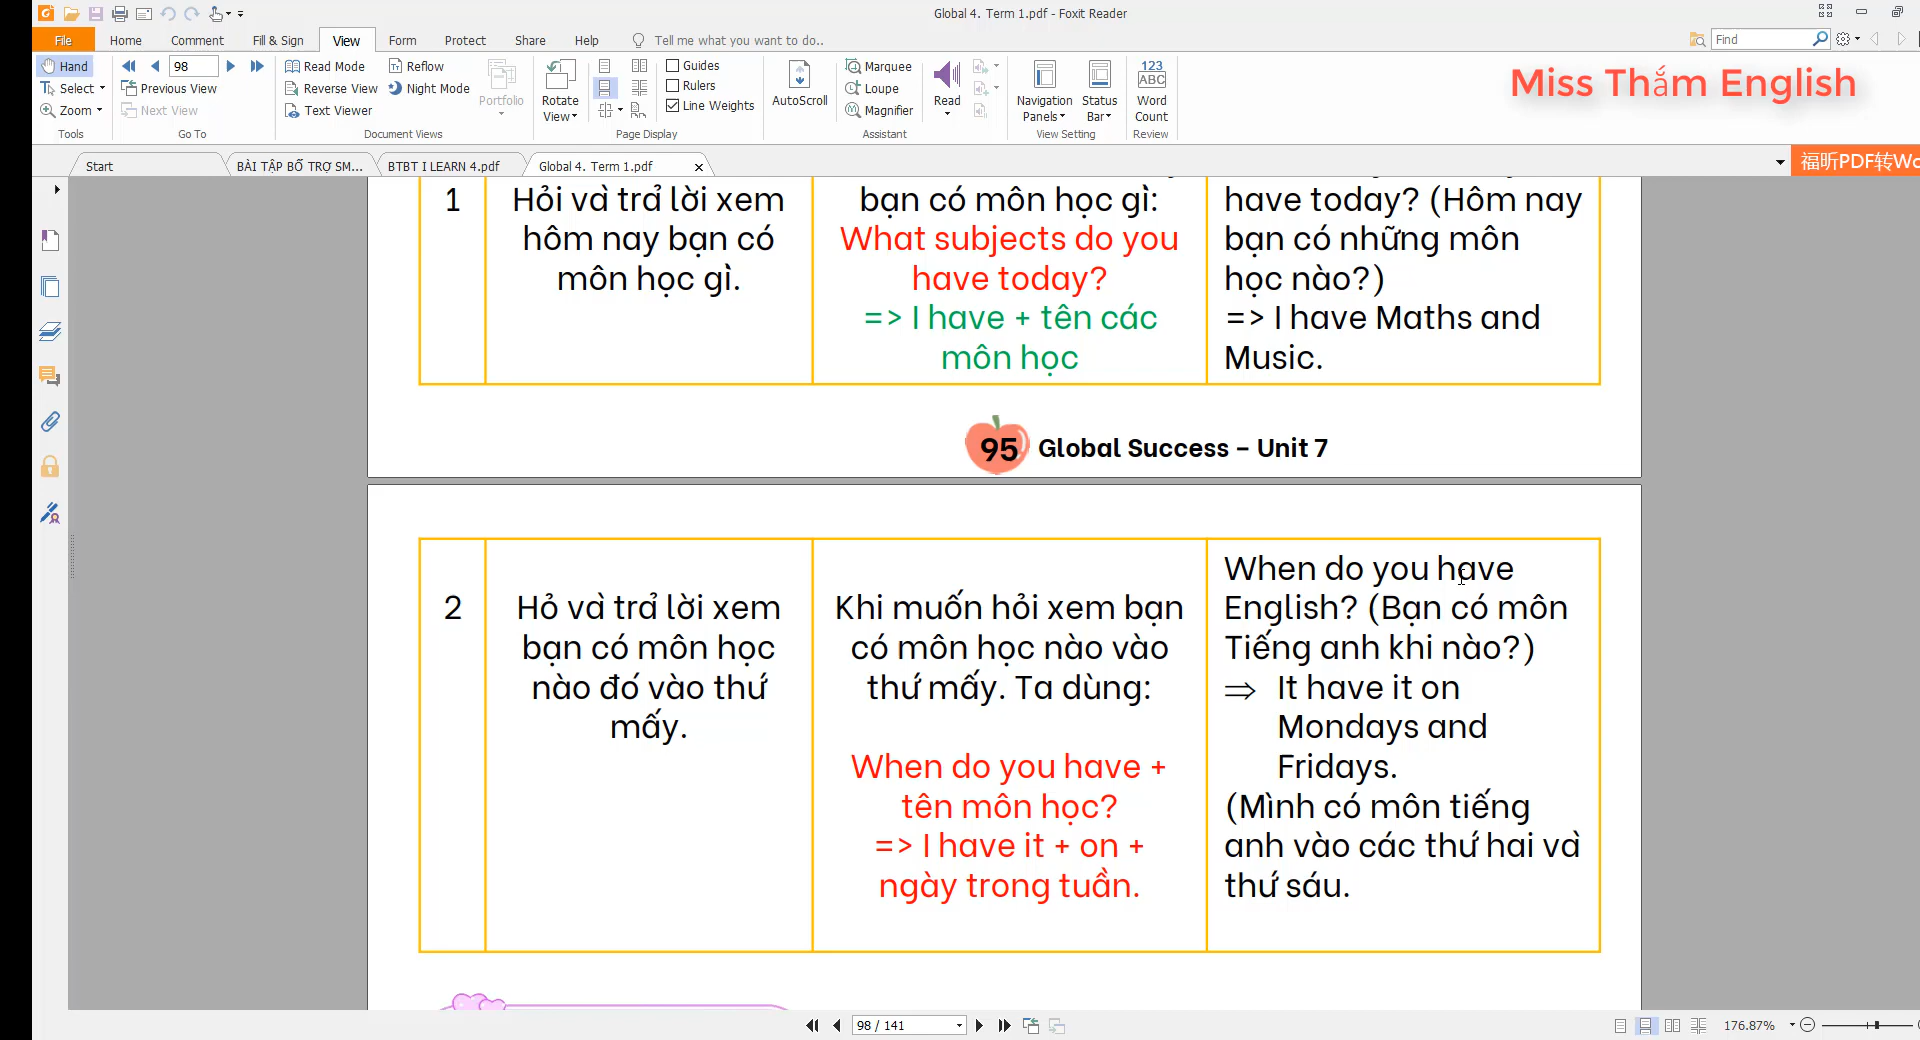 Global 4. Term 1.pdf - Foxit Reader
File Home Comment Fill & Sign View Form Protect Share Help Tell me what you want to do.. Find
Hand 98 Read Mode Reflow Guides Marquee
Select Previous View Reverse View Night Mode Rulers Loupe
Zoom Next View Text Viewer Portfolio Rotate View Line Weights AutoScroll Magnifier Read Navigation Panels Status Bar 123 ABC Word Count
Tools Go To Document Views Page Display Assistant View Setting Review
Miss Thắm English
Start BÀI TẬP BỔ TRỢ SM... BTBT I LEARN 4.pdf Global 4. Term 1.pdf 福昕PDF转Wo
1 Hỏi và trả lời xem bạn có môn học gì: have today? (Hôm nay
hôm nay bạn có What subjects do you bạn có những môn
môn học gì. have today? học nào?)
=> I have + tên các => I have Maths and
môn học Music.
95 Global Success – Unit 7
When do you have
2 Hỏ và trả lời xem Khi muốn hỏi xem bạn English? (Bạn có môn
bạn có môn học có môn học nào vào Tiếng anh khi nào?)
nào đó vào thứ thứ mấy. Ta dùng: ⇒ It have it on
mấy. Mondays and
When do you have + Fridays.
tên môn học? (Mình có môn tiếng
=> I have it + on + anh vào các thứ hai và
ngày trong tuần. thứ sáu.
98 / 141 176.87%